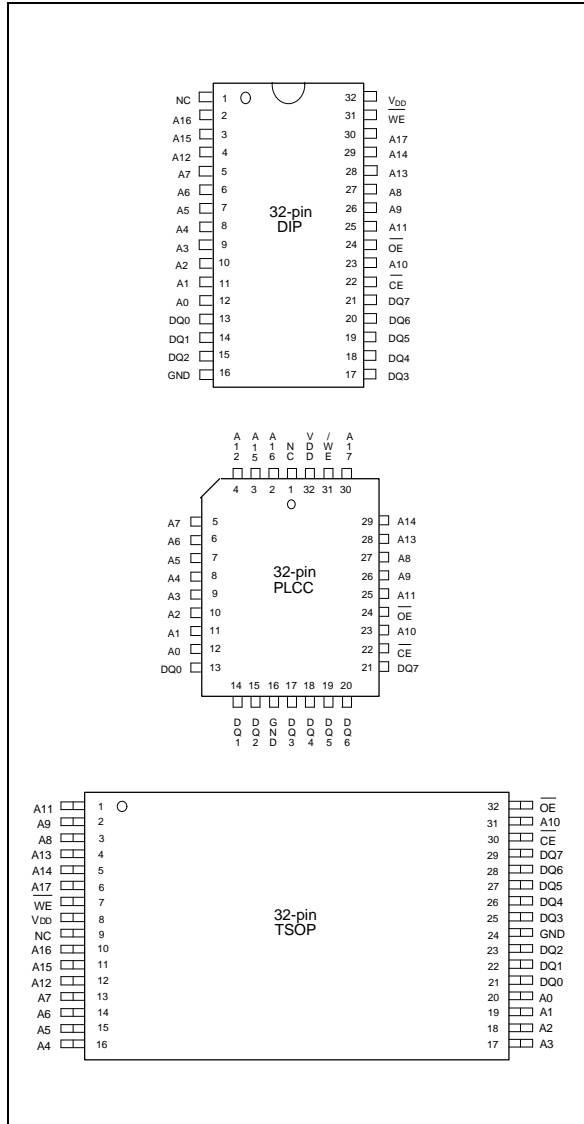 NC 1 32 VDD
A16 2 31 WE
A15 3 30 A17
A12 4 29 A14
A7 5 28 A13
A6 6 27 A8
A5 7 26 A9
32-pin
DIP
A4 8 25 A11
A3 9 24 OE
A2 10 23 A10
A1 11 22 CE
A0 12 21 DQ7
DQ0 13 20 DQ6
DQ1 14 19 DQ5
DQ2 15 18 DQ4
GND 16 17 DQ3
A12 A15 A16 NC VDD /WE A17
4 3 2 1 32 31 30
A7 5 29 A14
A6 6 28 A13
A5 7 27 A8
32-pin
PLCC
A4 8 26 A9
A3 9 25 A11
A2 10 24 OE
A1 11 23 A10
A0 12 22 CE
DQ0 13 21 DQ7
14 15 16 17 18 19 20
DQ1 DQ2 GND DQ3 DQ4 DQ5 DQ6
A11 1 32 OE
A9 2 31 A10
A8 3 30 CE
A13 4 29 DQ7
A14 5 28 DQ6
A17 6 27 DQ5
WE 7 26 DQ4
32-pin
TSOP
VDD 8 25 DQ3
NC 9 24 GND
A16 10 23 DQ2
A15 11 22 DQ1
A12 12 21 DQ0
A7 13 20 A0
A6 14 19 A1
A5 15 18 A2
A4 16 17 A3